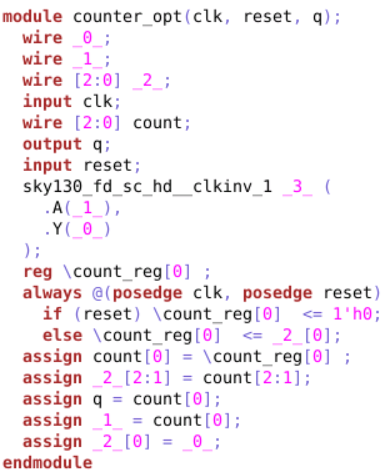 module counter_opt(clk, reset, q);
  wire _0_;
  wire _1_;
  wire [2:0] _2_;
  input clk;
  wire [2:0] count;
  output q;
  input reset;
  sky130_fd_sc_hd__clkinv_1 _3_ (
    .A(_1_),
    .Y(_0_)
  );
  reg \count_reg[0] ;
  always @(posedge clk, posedge reset)
    if (reset) \count_reg[0]  <= 1'h0;
    else \count_reg[0]  <= _2_[0];
  assign count[0] = \count_reg[0] ;
  assign _2_[2:1] = count[2:1];
  assign q = count[0];
  assign _1_ = count[0];
  assign _2_[0] = _0_;
endmodule